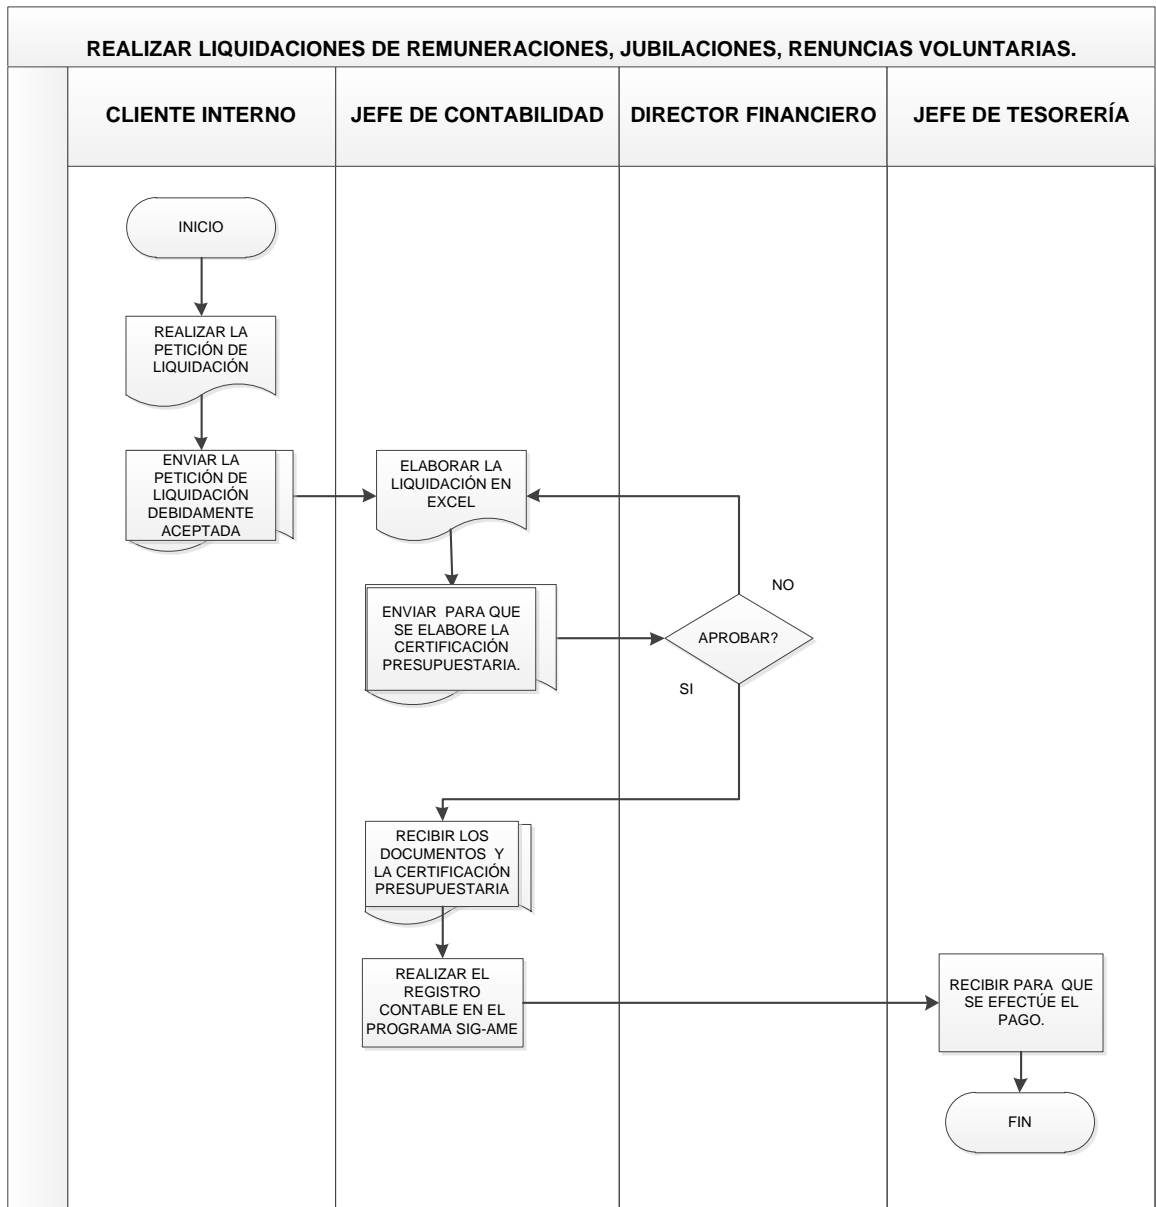 REALIZAR LIQUIDACIONES DE REMUNERACIONES, JUBILACIONES, RENUNCIAS VOLUNTARIAS.
CLIENTE INTERNO
JEFE DE CONTABILIDAD
DIRECTOR FINANCIERO
JEFE DE TESORERÍA
INICIO
REALIZAR LA
PETICIÓN DE
LIQUIDACIÓN
ENVIAR LA
PETICIÓN DE
LIQUIDACIÓN
DEBIDAMENTE
ACEPTADA
ELABORAR LA
LIQUIDACIÓN EN
EXCEL
ENVIAR PARA QUE
SE ELABORE LA
CERTIFICACIÓN
PRESUPUESTARIA.
APROBAR?
NO
SI
RECIBIR LOS
DOCUMENTOS Y
LA CERTIFICACIÓN
PRESUPUESTARIA
REALIZAR EL
REGISTRO
CONTABLE EN EL
PROGRAMA SIG-AME
RECIBIR PARA QUE
SE EFECTÚE EL
PAGO.
FIN